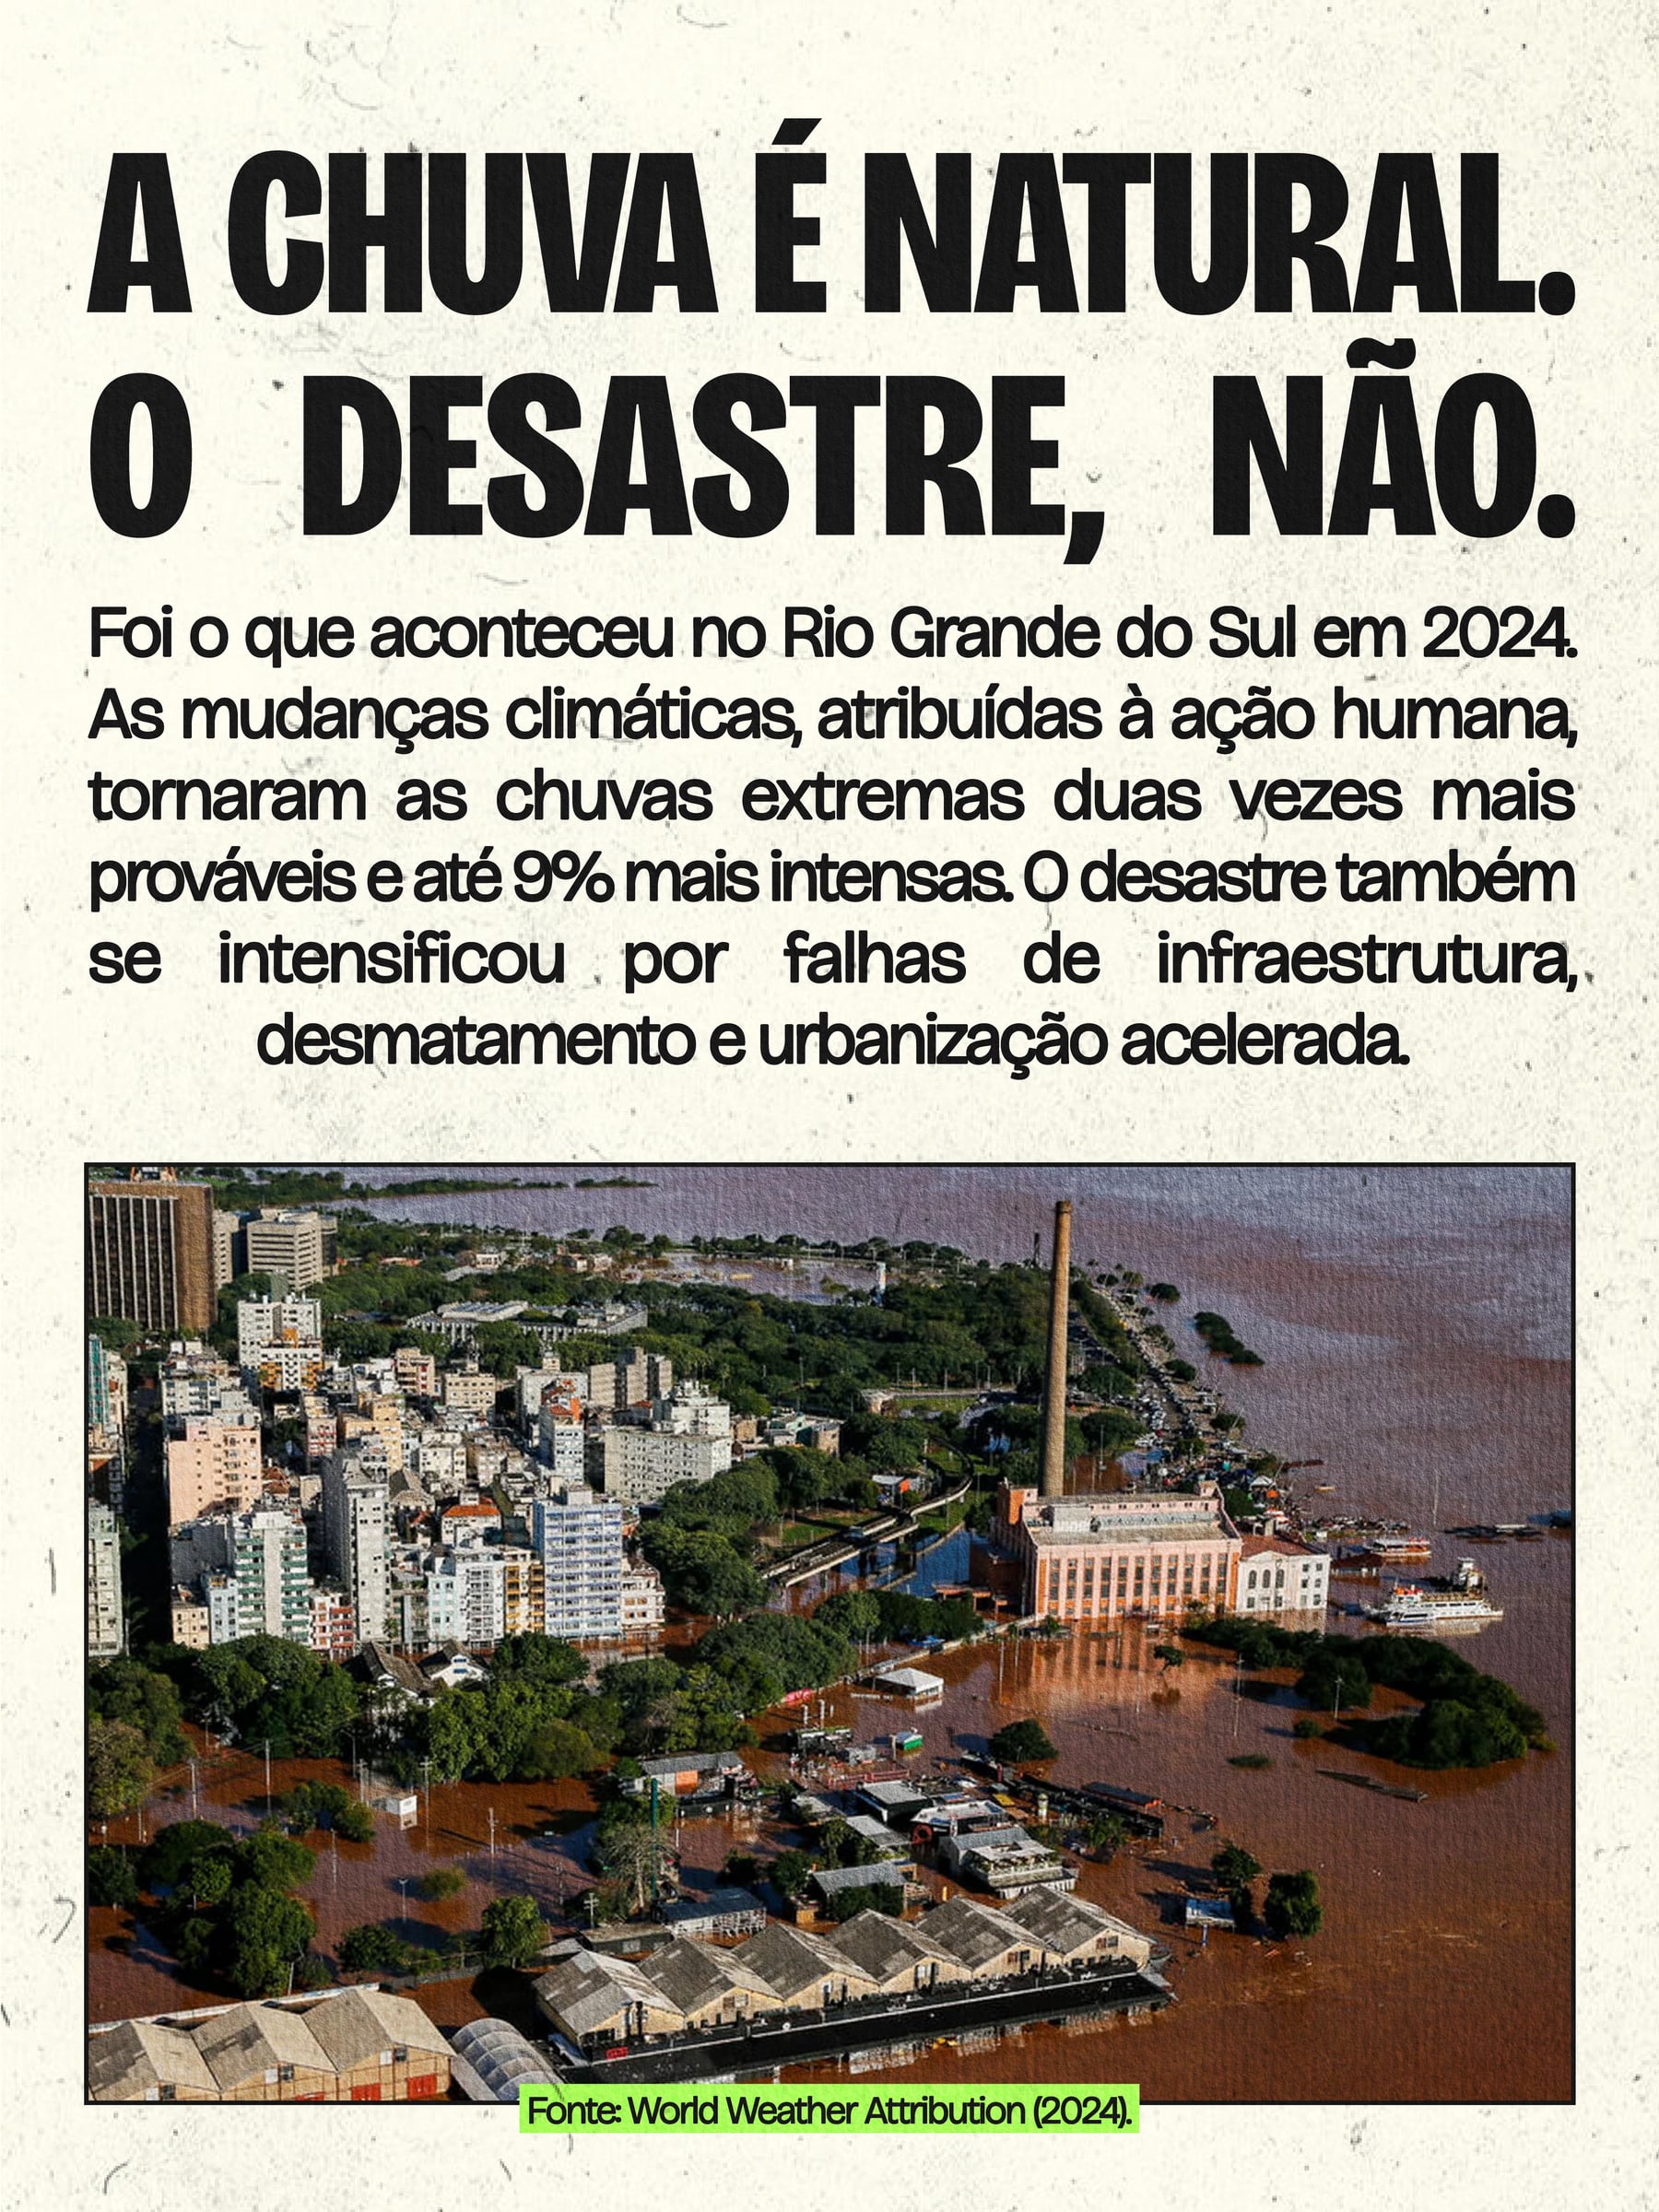 A CHUVA É NATURAL.
O DESASTRE, NÃO.
Foi o que aconteceu no Rio Grande do Sul em 2024.
As mudanças climáticas, atribuídas à ação humana,
tornaram as chuvas extremas duas vezes mais
prováveis e até 9% mais intensas. O desastre também
se intensificou por falhas de infraestrutura,
desmatamento e urbanização acelerada.
Fonte: World Weather Attribution (2024).